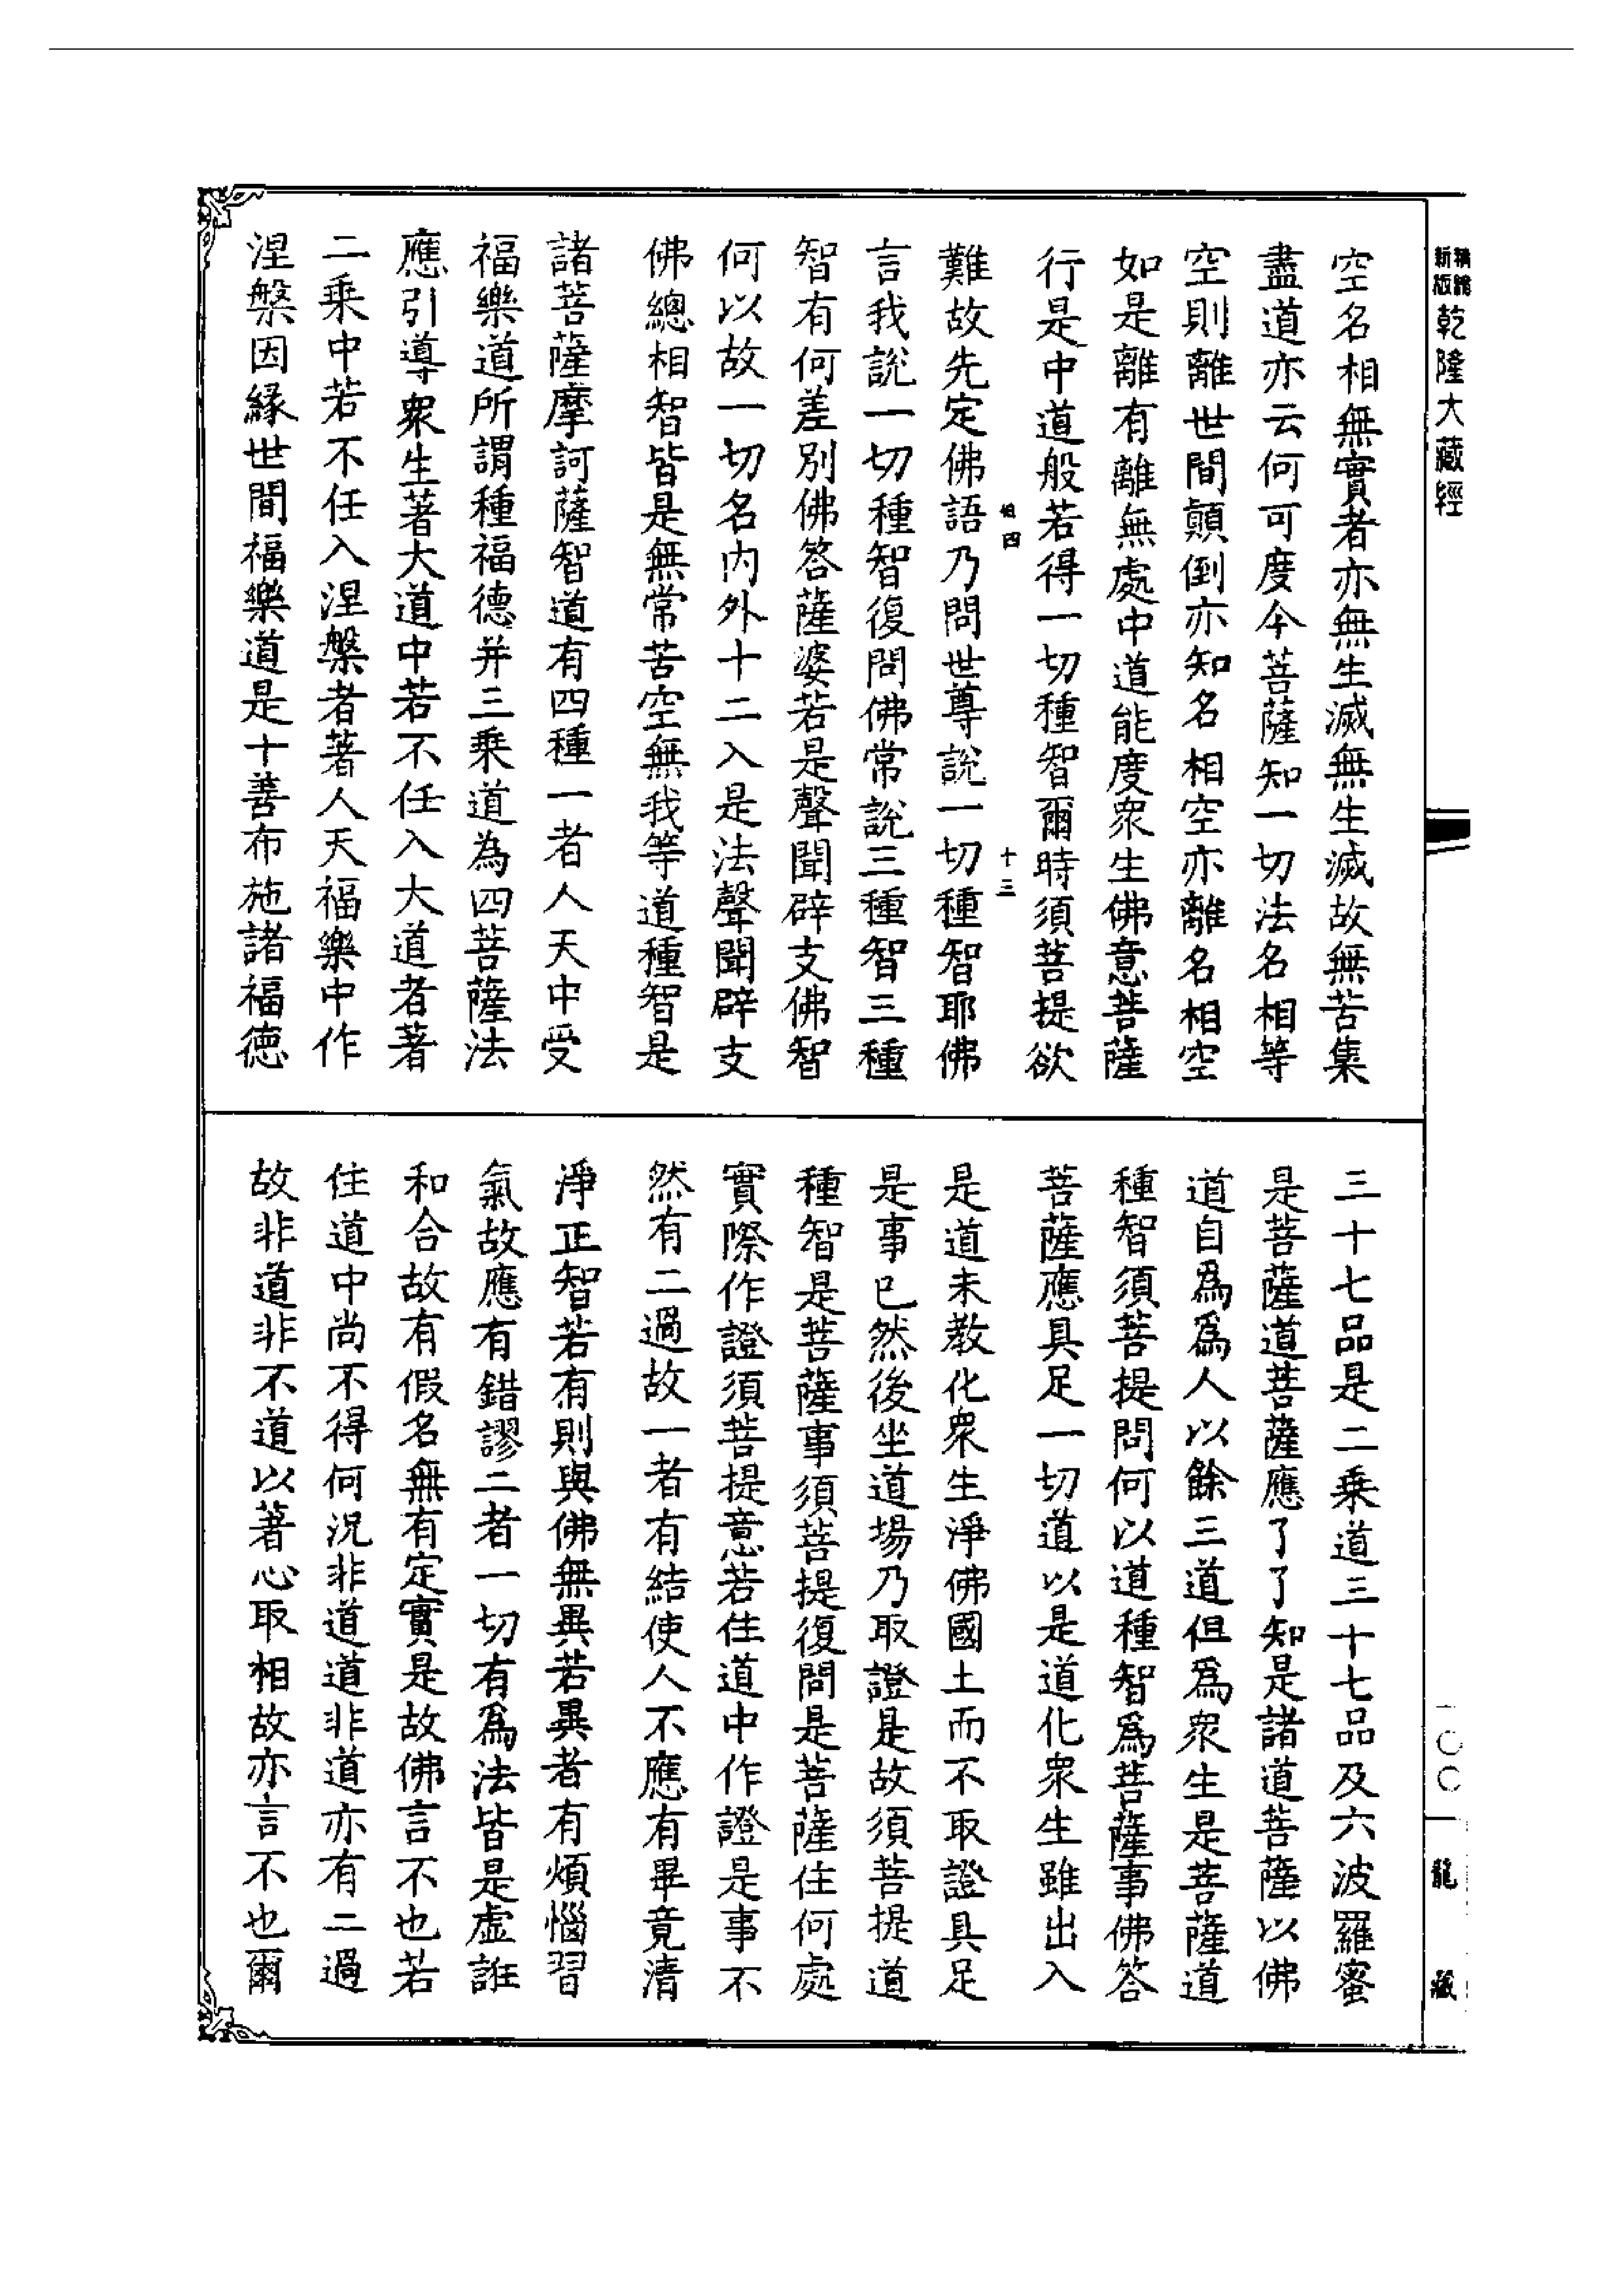 新版
精縮
乾隆大藏經
空名相無實者亦無生滅無生滅故無苦集
盡道亦云何可度今菩薩知一切法名相等
空則離世間顛倒亦知名相空亦離名相空
如是離有離無處中道能度衆生佛意菩薩
行是中道般若得一切種智爾時須菩提欲
四
十三
難故先定佛語乃問世尊說一切種智耶佛
言我說一切種智復問佛常說三種智三種
智有何差別佛答薩婆若是聲聞辟支佛智
何以故一切名內外十二入是法聲聞辟支
佛總相智皆是無常苦空無我等道種智是
諸菩薩摩訶薩智道有四種一者人天中受
福樂道所謂種福德并三乘道為四菩薩法
應引導衆生著大道中若不任入大道者著
二乘中若不任入涅槃者著人天福樂中作
涅槃因緣世間福樂道是十善布施諸福德
三十七品是二乘道三十七品及六波羅蜜
是菩薩道菩薩應了了知是諸道菩薩以佛
道自爲爲人以餘三道但爲衆生是菩薩道
種智須菩提問何以道種智爲菩薩事佛答
菩薩應具足一切道以是道化衆生雖出入
是道未教化衆生淨佛國土而不取證具足
是事已然後坐道場乃取證是故須菩提道
種智是菩薩事須菩提復問是菩薩住何處
實際作證須菩提意若住道中作證是事不
然有二過故一者有結使人不應有畢竟清
淨正智若有則與佛無異若異者有煩惱習
氣故應有錯謬二者一切有爲法皆是虛誑
和合故有假名無有定實是故佛言不也若
住道中尚不得何況非道道非道亦有二過
故非道非不道以著心取相故亦言不也爾
一〇〇
龍藏